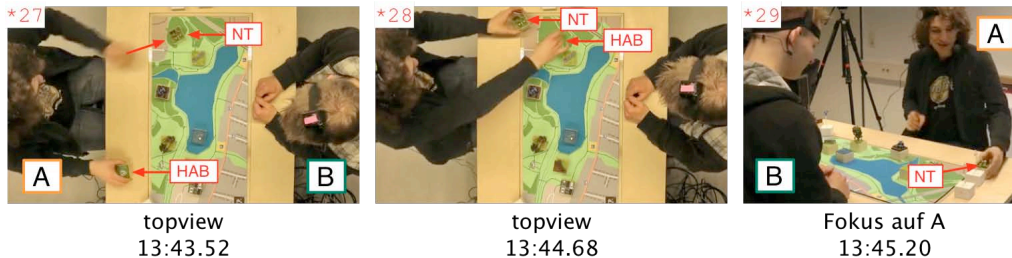 *27
NT
HAB
A
B
topview
13:43.52
*28
NT
HAB
topview
13:44.68
*29
A
B
NT
Fokus auf A
13:45.20